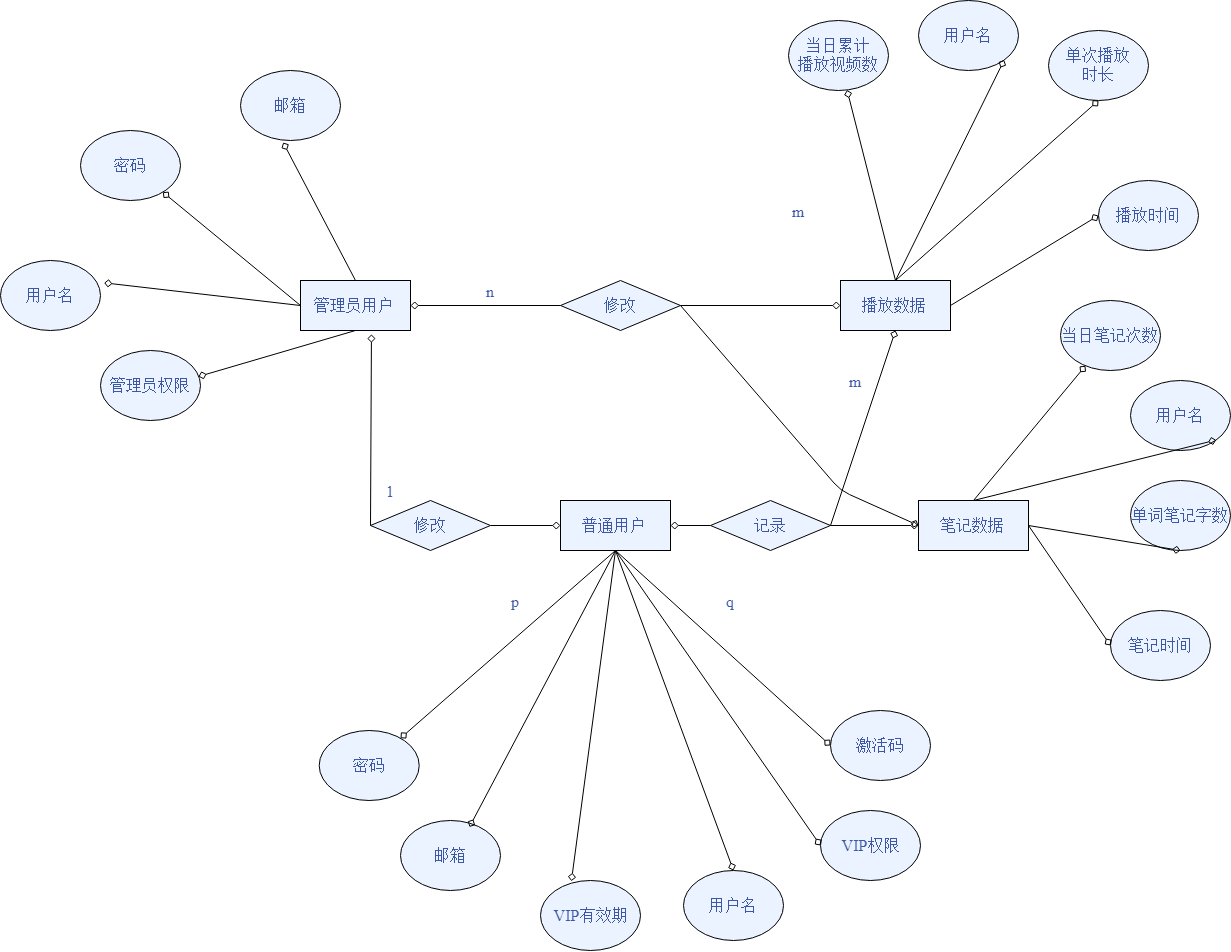 当日累计
播放视频数
用户名
单次播放
时长
邮箱
密码
m
播放时间
用户名
管理员用户
n
修改
播放数据
当日笔记次数
管理员权限
m
用户名
1
修改
普通用户
记录
笔记数据
单词笔记字数
p
q
笔记时间
密码
激活码
邮箱
VIP权限
VIP有效期
用户名